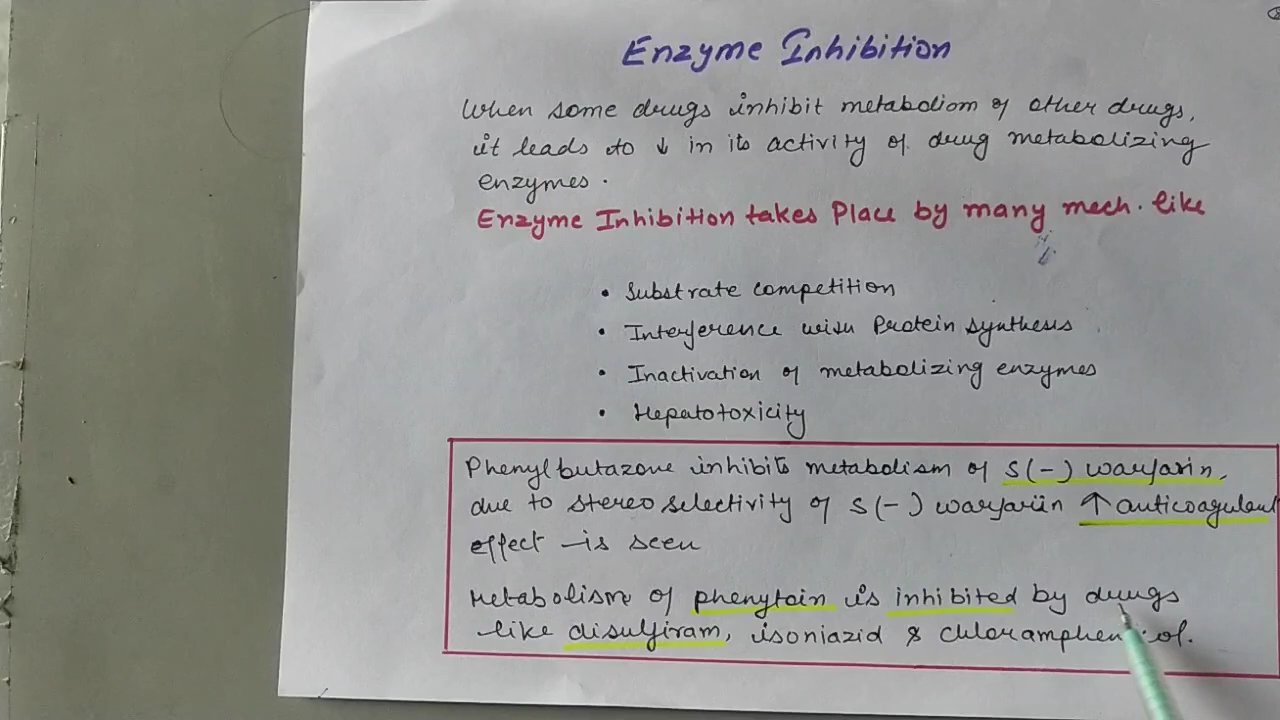 Enzyme Inhibition
When some drugs inhibit metabolism of other drugs,
it leads to ↓ in its activity of drug metabolizing
enzymes.
Enzyme Inhibition takes Place by many mech. like
• Substrate competition
• Interference with Protein synthesis
• Inactivation of metabolizing enzymes
• Hepatotoxicity
Phenylbutazone inhibits metabolism of S(-) warfarin,
due to stereoselectivity of S(-) warfarin ↑ anticoagulant
effect is seen
Metabolism of phenytoin is inhibited by drugs
like disulfiram, isoniazid & chloramphenicol.